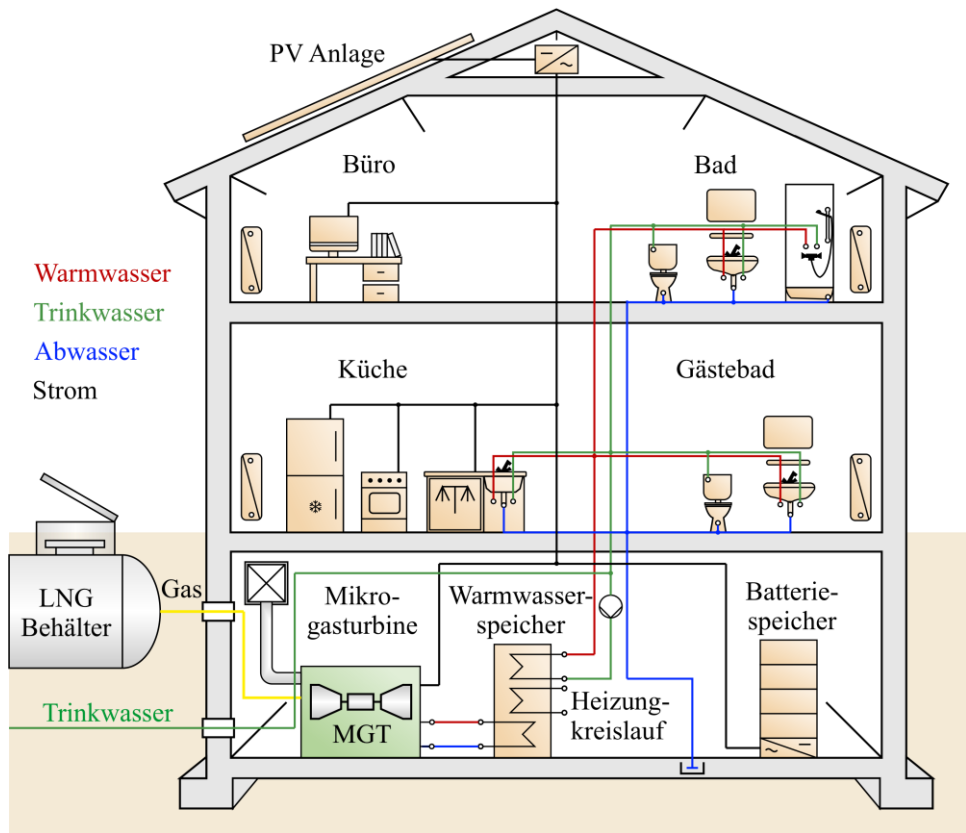 PV Anlage
Büro
Bad
Warmwasser
Trinkwasser
Abwasser
Strom
Küche
Gästebad
LNG
Behälter
Gas
Mikro-
gasturbine
Warmwasser-
speicher
Batterie-
speicher
Trinkwasser
MGT
Heizung-
kreislauf